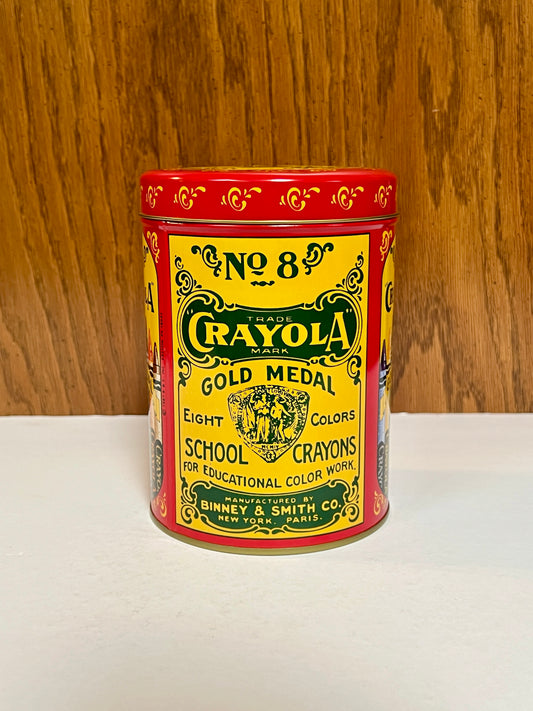 Nº 8
TRADE
"CRAYOLA"
MARK
GOLD MEDAL
EIGHT COLORS
SCHOOL CRAYONS
FOR EDUCATIONAL COLOR WORK.
MANUFACTURED BY
BINNEY & SMITH CO.
NEW YORK. PARIS.